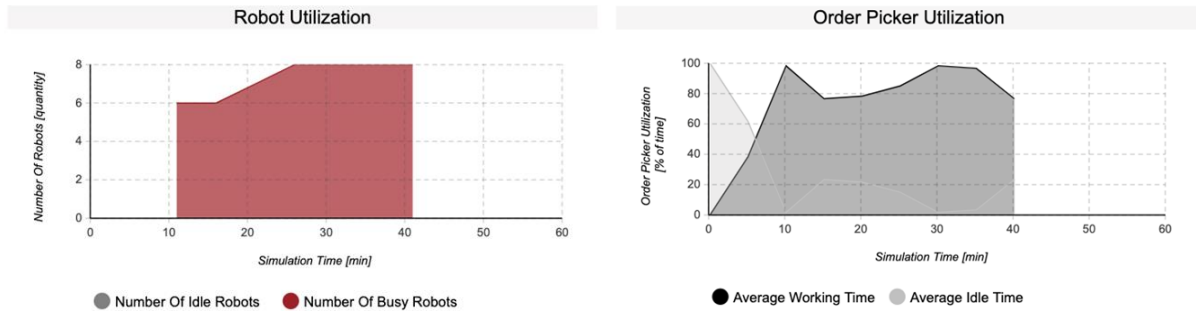 Robot Utilization
Number Of Robots [quantity]
8
6
4
2
0
0 10 20 30 40 50 60
Simulation Time [min]
Number Of Idle Robots Number Of Busy Robots
Order Picker Utilization
Order Picker Utilization
[% of time]
100
80
60
40
20
0
0 10 20 30 40 50 60
Simulation Time [min]
Average Working Time Average Idle Time